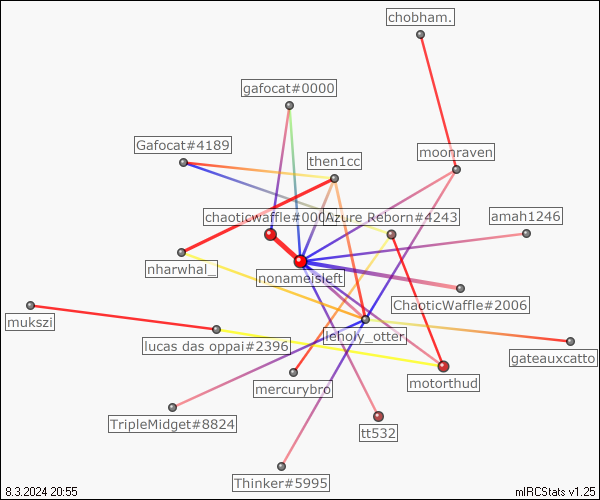 chobham.
gafocat#0000
Gafocat#4189
then1cc
moonraven
chaoticwaffle#000
Azure Reborn#4243
amah1246
nharwhal_
nonameisleft
ChaoticWaffle#2006
mukszi
lucas das oppai#2396
leholy_otter
gateauxcatto
mercurybro
motorthud
TripleMidget#8824
tt532
Thinker#5995
8.3.2024 20:55
mIRCStats v1.25